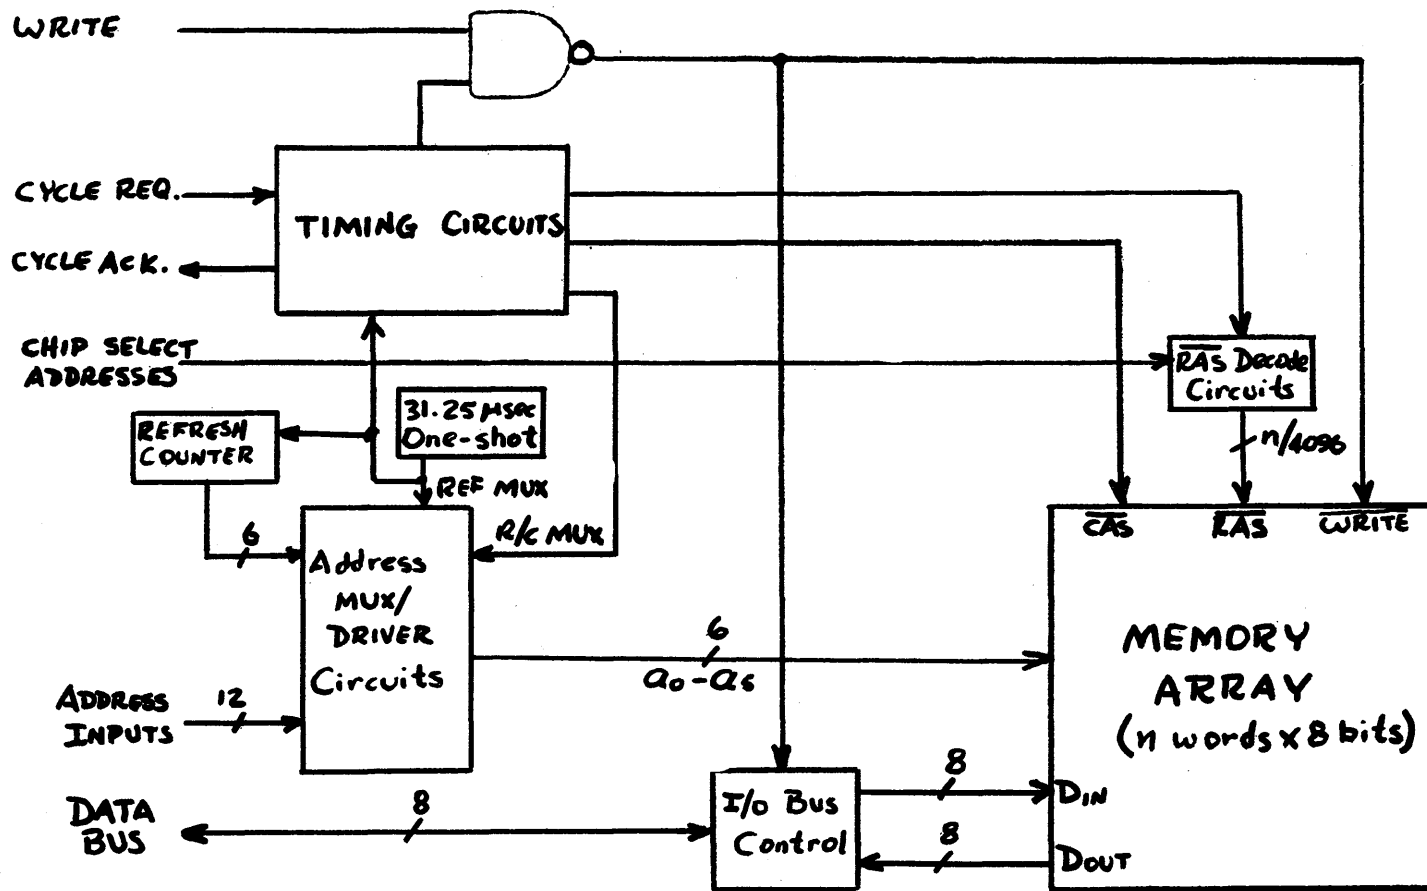 WRITE
CYCLE REQ.
TIMING CIRCUITS
CYCLE ACK.
CHIP SELECT
ADDRESSES
RAS Decode
Circuits
31.25 µsec
One-shot
REFRESH
COUNTER
n/4096
REF MUX
R/C MUX
CAS
RAS
WRITE
6
Address
MUX/
DRIVER
Circuits
6
a0-a5
MEMORY
ARRAY
(n words x 8 bits)
ADDRESS
INPUTS
12
DATA
BUS
8
I/O Bus
Control
8
DIN
8
DOUT